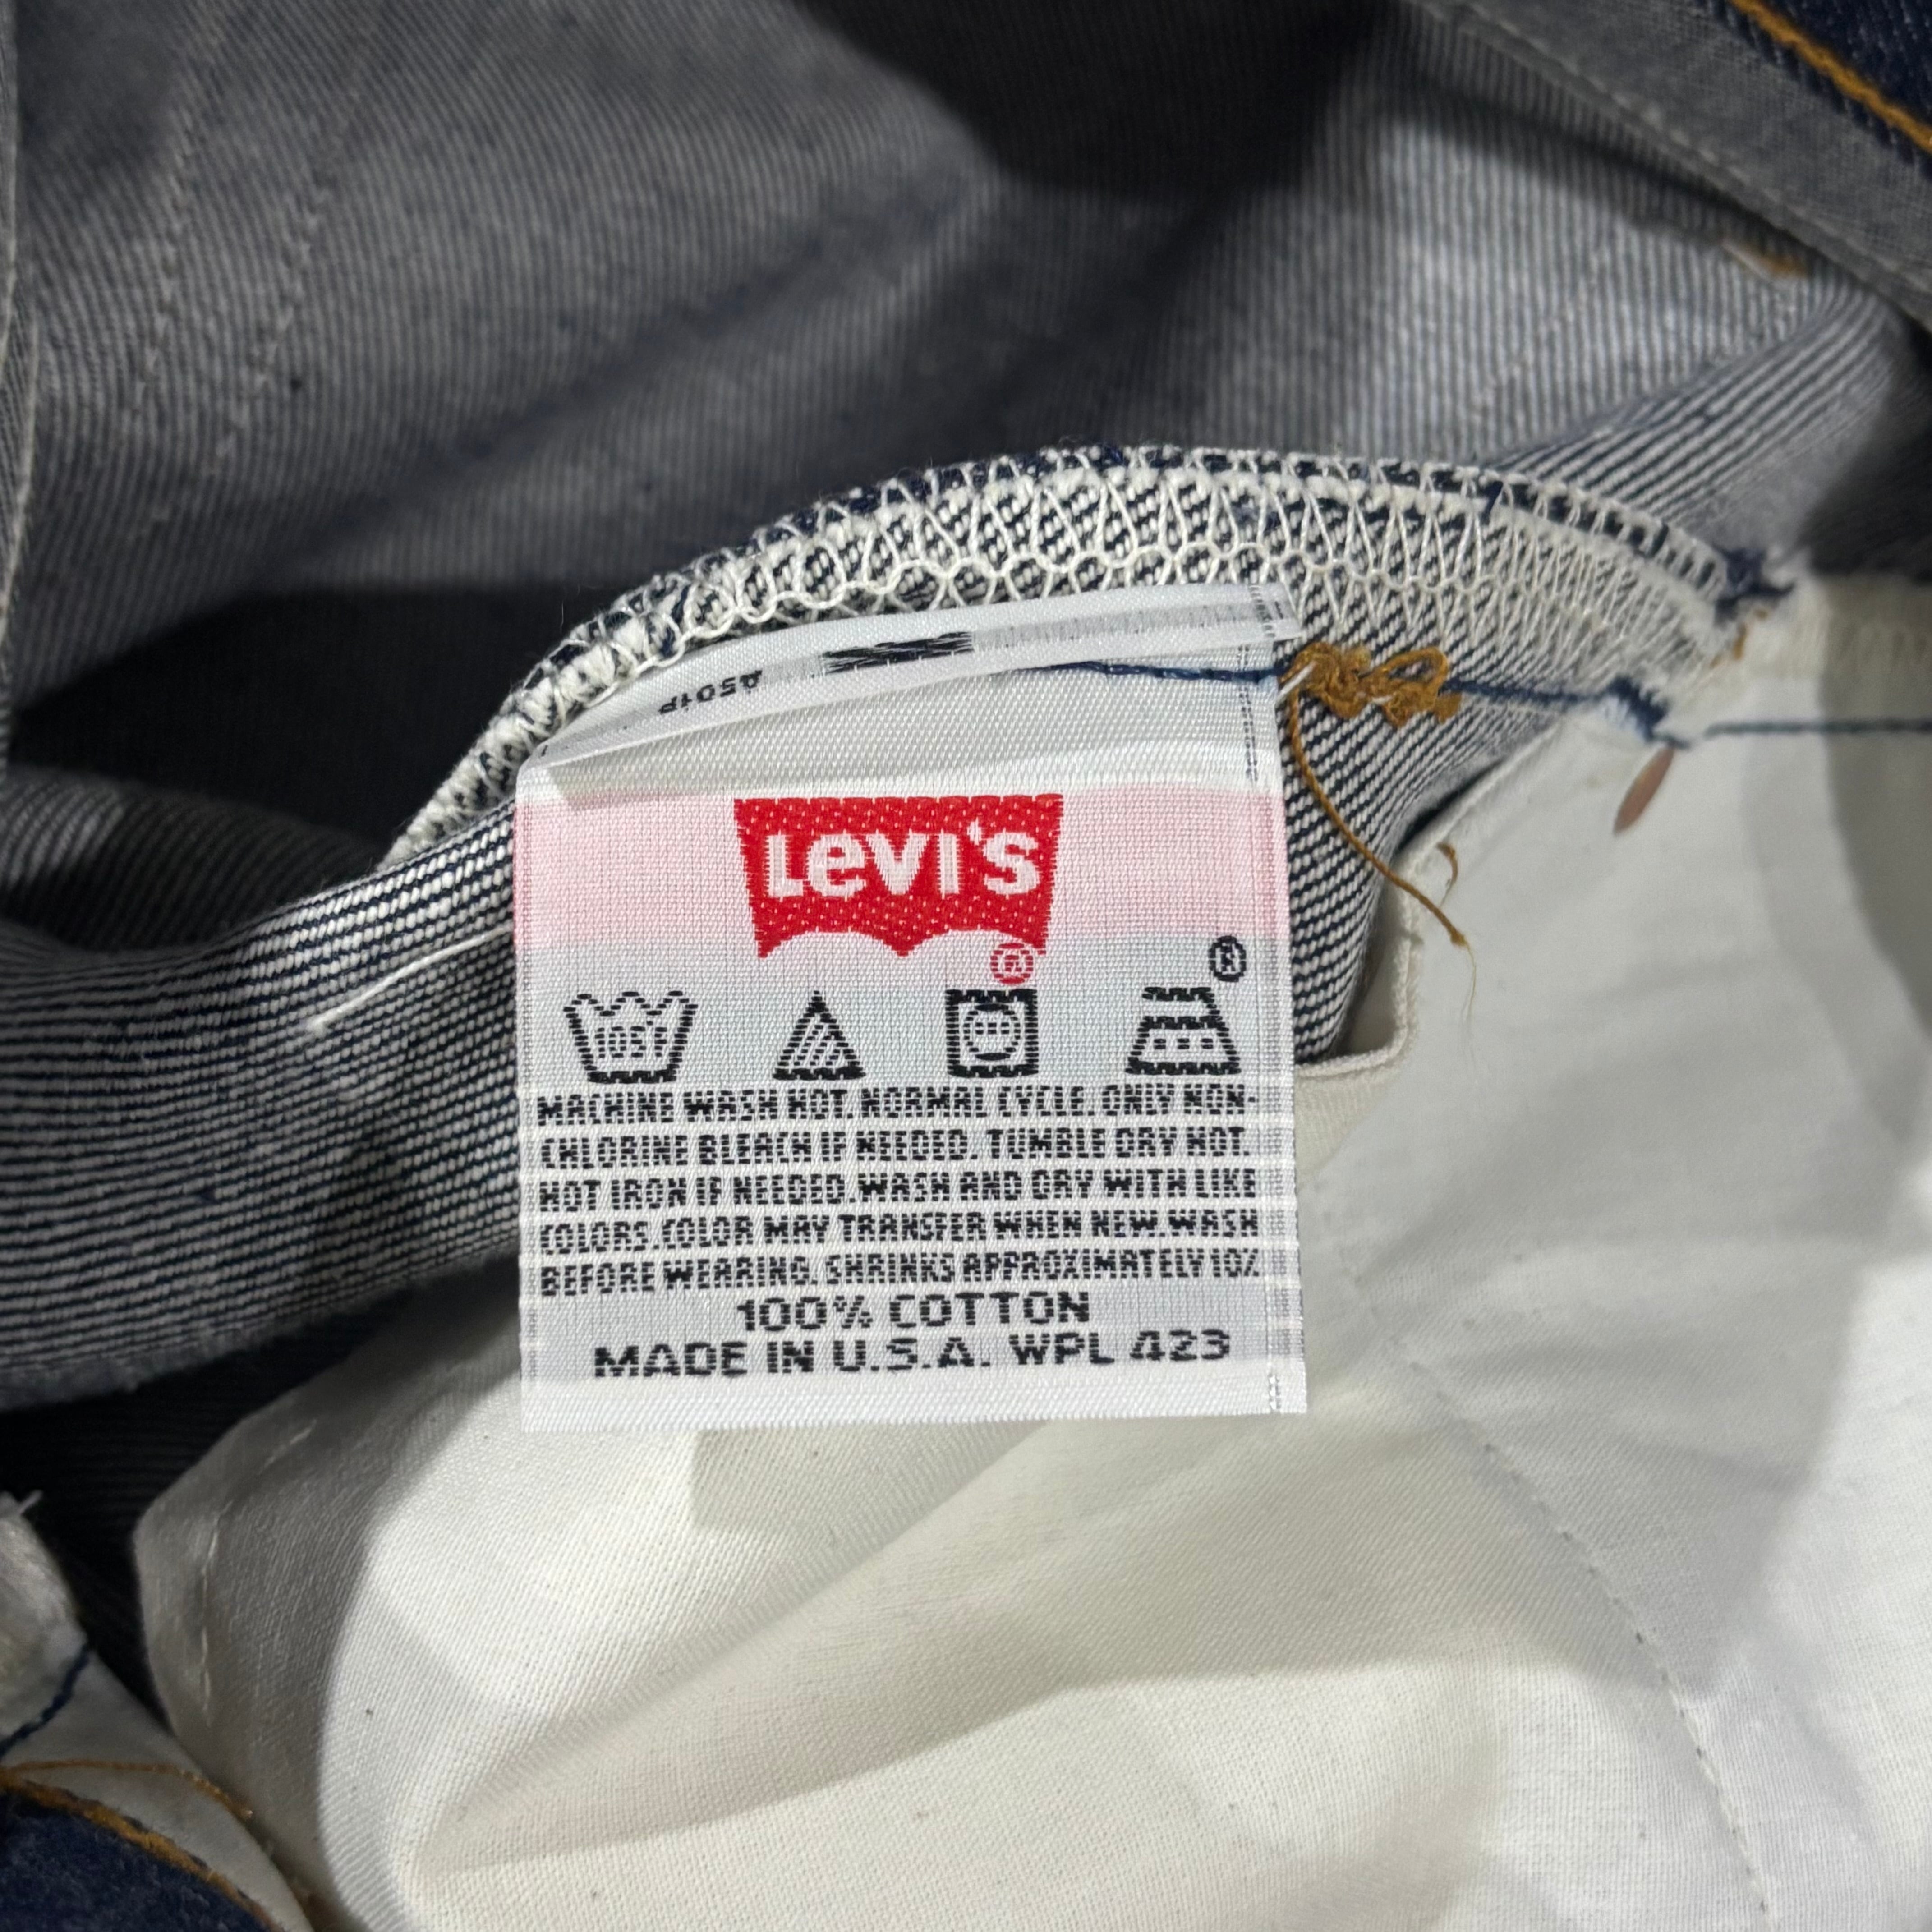 Levi's
®
®
105F
MACHINE WASH HOT. NORMAL CYCLE. ONLY NON-
CHLORINE BLEACH IF NEEDED. TUMBLE DRY HOT.
HOT IRON IF NEEDED. WASH AND DRY WITH LIKE
COLORS. COLOR MAY TRANSFER WHEN NEW. WASH
BEFORE WEARING. SHRINKS APPROXIMATELY 10%
100% COTTON
MADE IN U.S.A. WPL 423